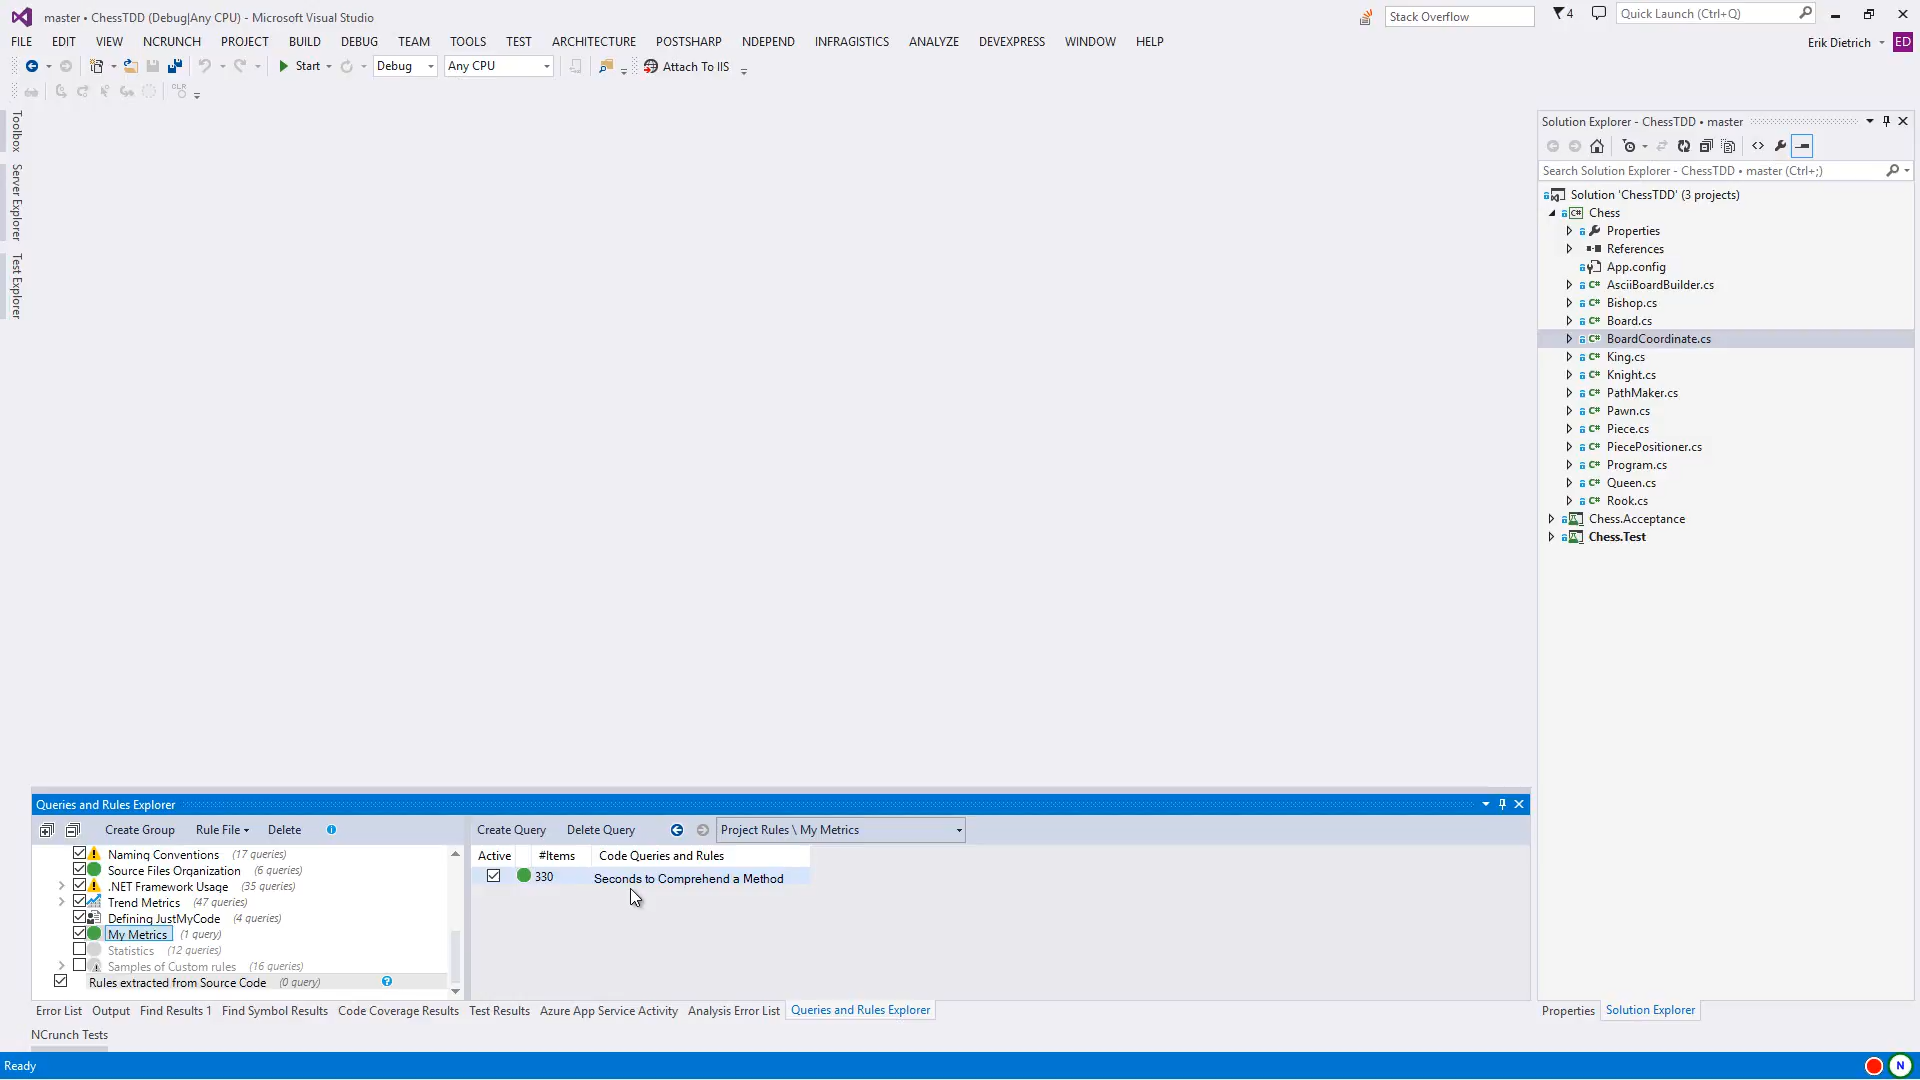 master • ChessTDD (Debug|Any CPU) - Microsoft Visual Studio
Stack Overflow
4
Quick Launch (Ctrl+Q)
FILE EDIT VIEW NCRUNCH PROJECT BUILD DEBUG TEAM TOOLS TEST ARCHITECTURE POSTSHARP NDEPEND INFRAGISTICS ANALYZE DEVEXPRESS WINDOW HELP
Erik Dietrich ED
Start Debug Any CPU Attach To IIS
Toolbox
Server Explorer
Test Explorer
Solution Explorer - ChessTDD • master
Search Solution Explorer - ChessTDD • master (Ctrl+;)
Solution 'ChessTDD' (3 projects)
C# Chess
Properties
References
App.config
C# AsciiBoardBuilder.cs
C# Bishop.cs
C# Board.cs
C# BoardCoordinate.cs
C# King.cs
C# Knight.cs
C# PathMaker.cs
C# Pawn.cs
C# Piece.cs
C# PiecePositioner.cs
C# Program.cs
C# Queen.cs
C# Rook.cs
Chess.Acceptance
Chess.Test
Queries and Rules Explorer
Create Group Rule File Delete
Naming Conventions (17 queries)
Source Files Organization (6 queries)
.NET Framework Usage (35 queries)
Trend Metrics (47 queries)
Defining JustMyCode (4 queries)
My Metrics (1 query)
Statistics (12 queries)
Samples of Custom rules (16 queries)
Rules extracted from Source Code (0 query)
Create Query Delete Query Project Rules \ My Metrics
Active #Items Code Queries and Rules
330 Seconds to Comprehend a Method
Error List Output Find Results 1 Find Symbol Results Code Coverage Results Test Results Azure App Service Activity Analysis Error List Queries and Rules Explorer
Properties Solution Explorer
NCrunch Tests
Ready
N